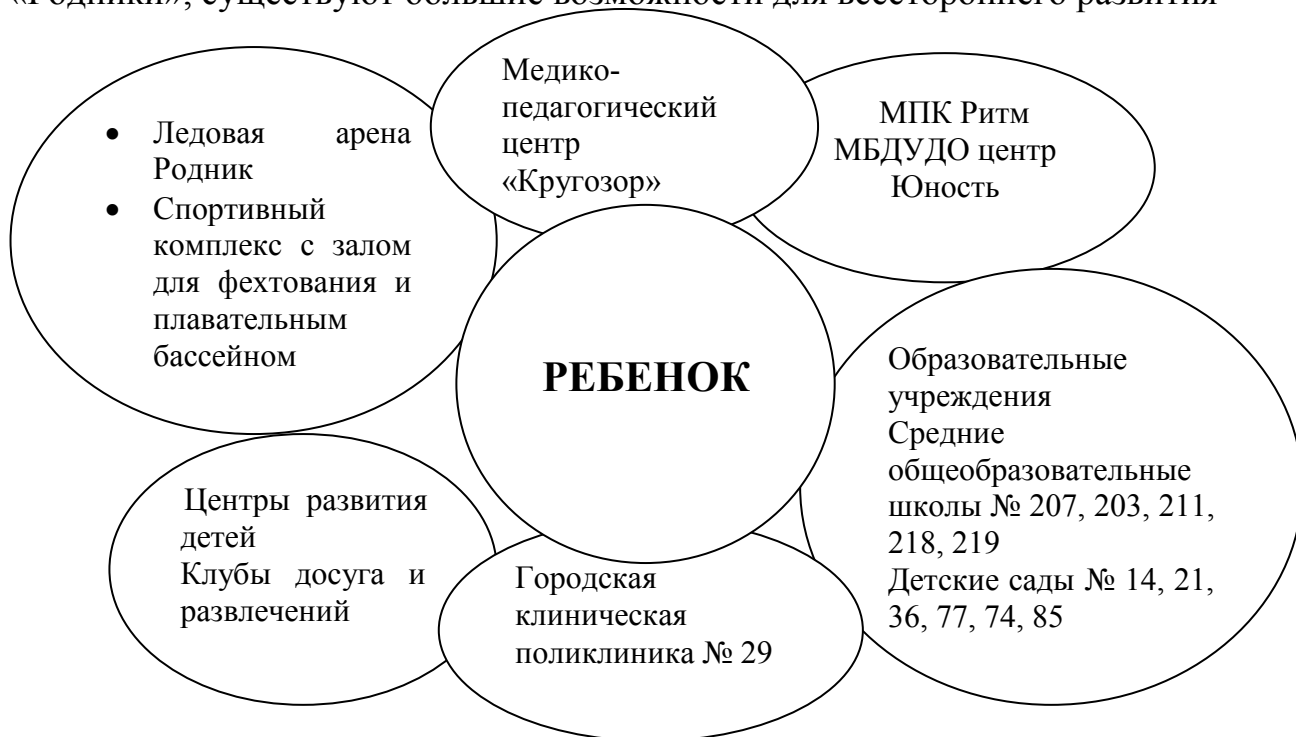 «Родники», существуют большие возможности для всестороннего развития
Медико-
педагогический
центр
«Кругозор»
МПК Ритм
МБДУДО центр
Юность
• Ледовая арена
Родник
• Спортивный
комплекс с залом
для фехтования и
плавательным
бассейном
РЕБЕНОК
Образовательные
учреждения
Средние
общеобразовательные
школы № 207, 203, 211,
218, 219
Детские сады № 14, 21,
36, 77, 74, 85
Центры развития
детей
Клубы досуга и
развлечений
Городская
клиническая
поликлиника № 29